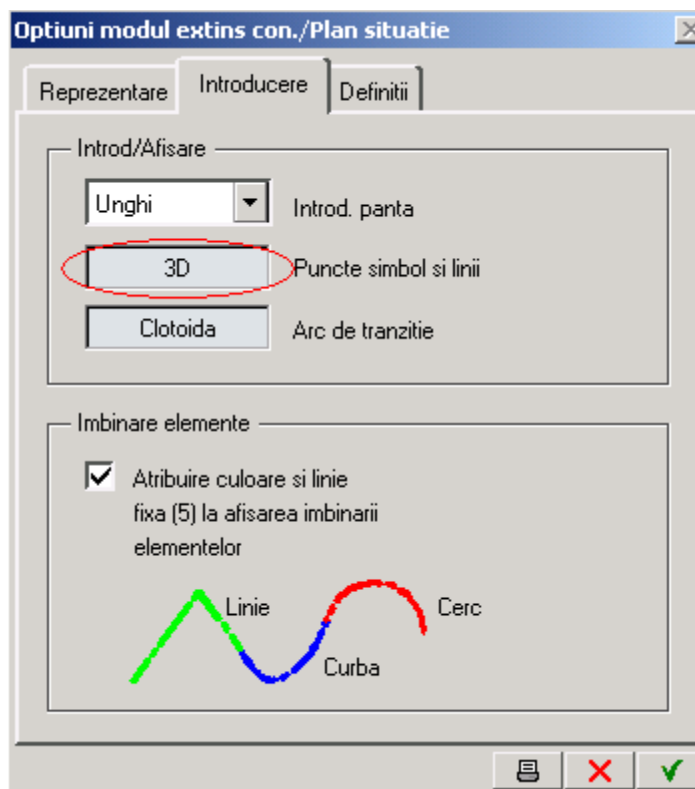 Optiuni modul extins con./Plan situatie
Reprezentare
Introducere
Definitii
Introd/Afisare
Unghi
Introd. panta
3D
Puncte simbol si linii
Clotoida
Arc de tranzitie
Imbinare elemente
Atribuire culoare si linie
fixa (5) la afisarea imbinarii
elementelor
Linie
Cerc
Curba